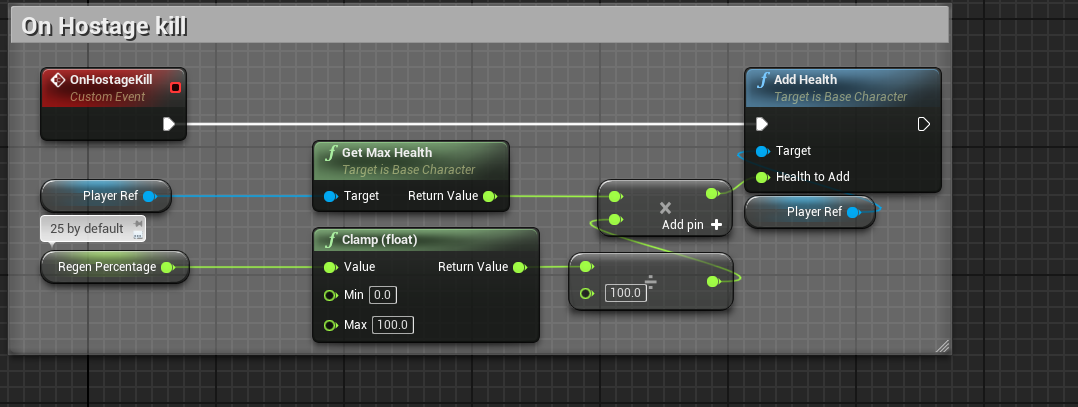 On Hostage kill
OnHostageKill
Custom Event
Add Health
Target is Base Character
Target
Health to Add
Get Max Health
Target is Base Character
Target Return Value
Player Ref
25 by default
Regen Percentage
Clamp (float)
Value Return Value
Min 0.0
Max 100.0
×
Add pin +
÷
100.0
Player Ref